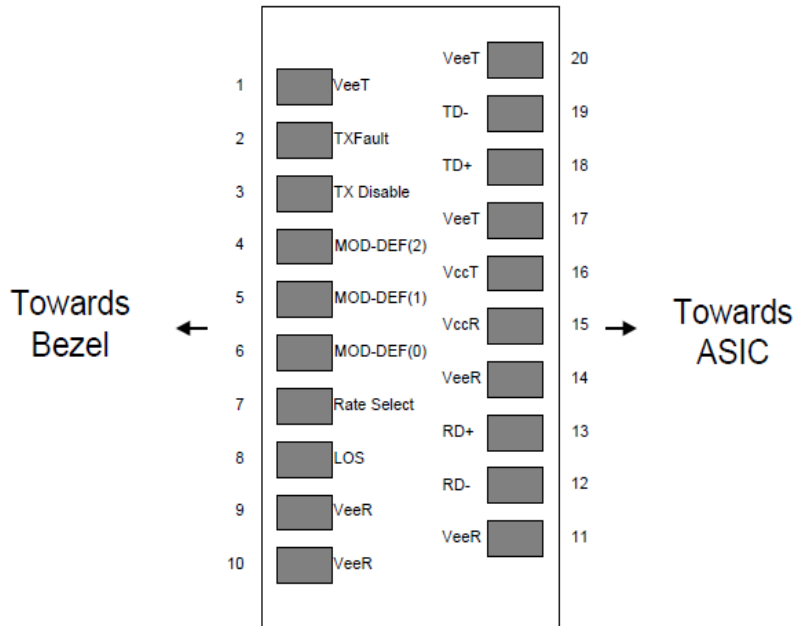 VeeT 20
1 VeeT
TD- 19
2 TXFault
TD+ 18
3 TX Disable
VeeT 17
4 MOD-DEF(2)
VccT 16
5 MOD-DEF(1)
Towards
Bezel
VccR 15
Towards
ASIC
6 MOD-DEF(0)
VeeR 14
7 Rate Select
RD+ 13
8 LOS
RD- 12
9 VeeR
VeeR 11
10 VeeR